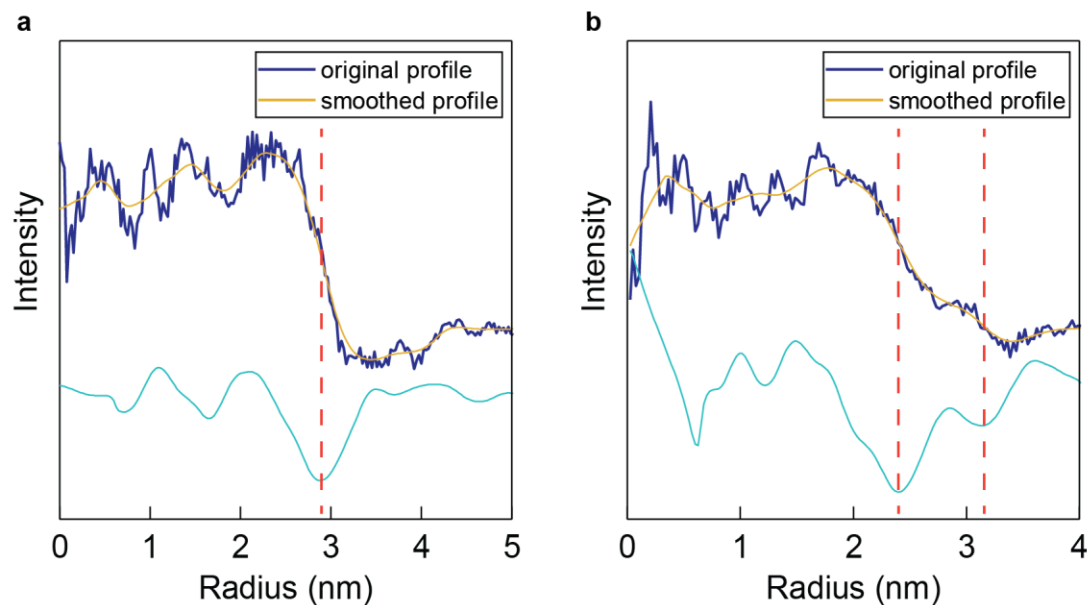 a
original profile
smoothed profile
Intensity
0 1 2 3 4 5
Radius (nm)
b
original profile
smoothed profile
Intensity
0 1 2 3 4
Radius (nm)